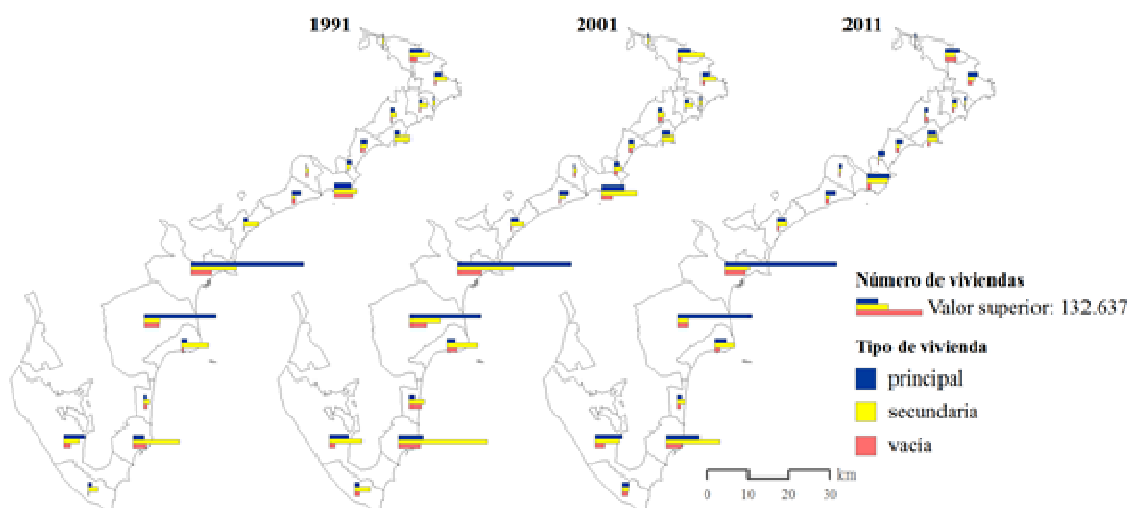 1991
2001
2011
Número de viviendas
Valor superior: 132.637
Tipo de vivienda
principal
secundaria
vacía
km
0 10 20 30